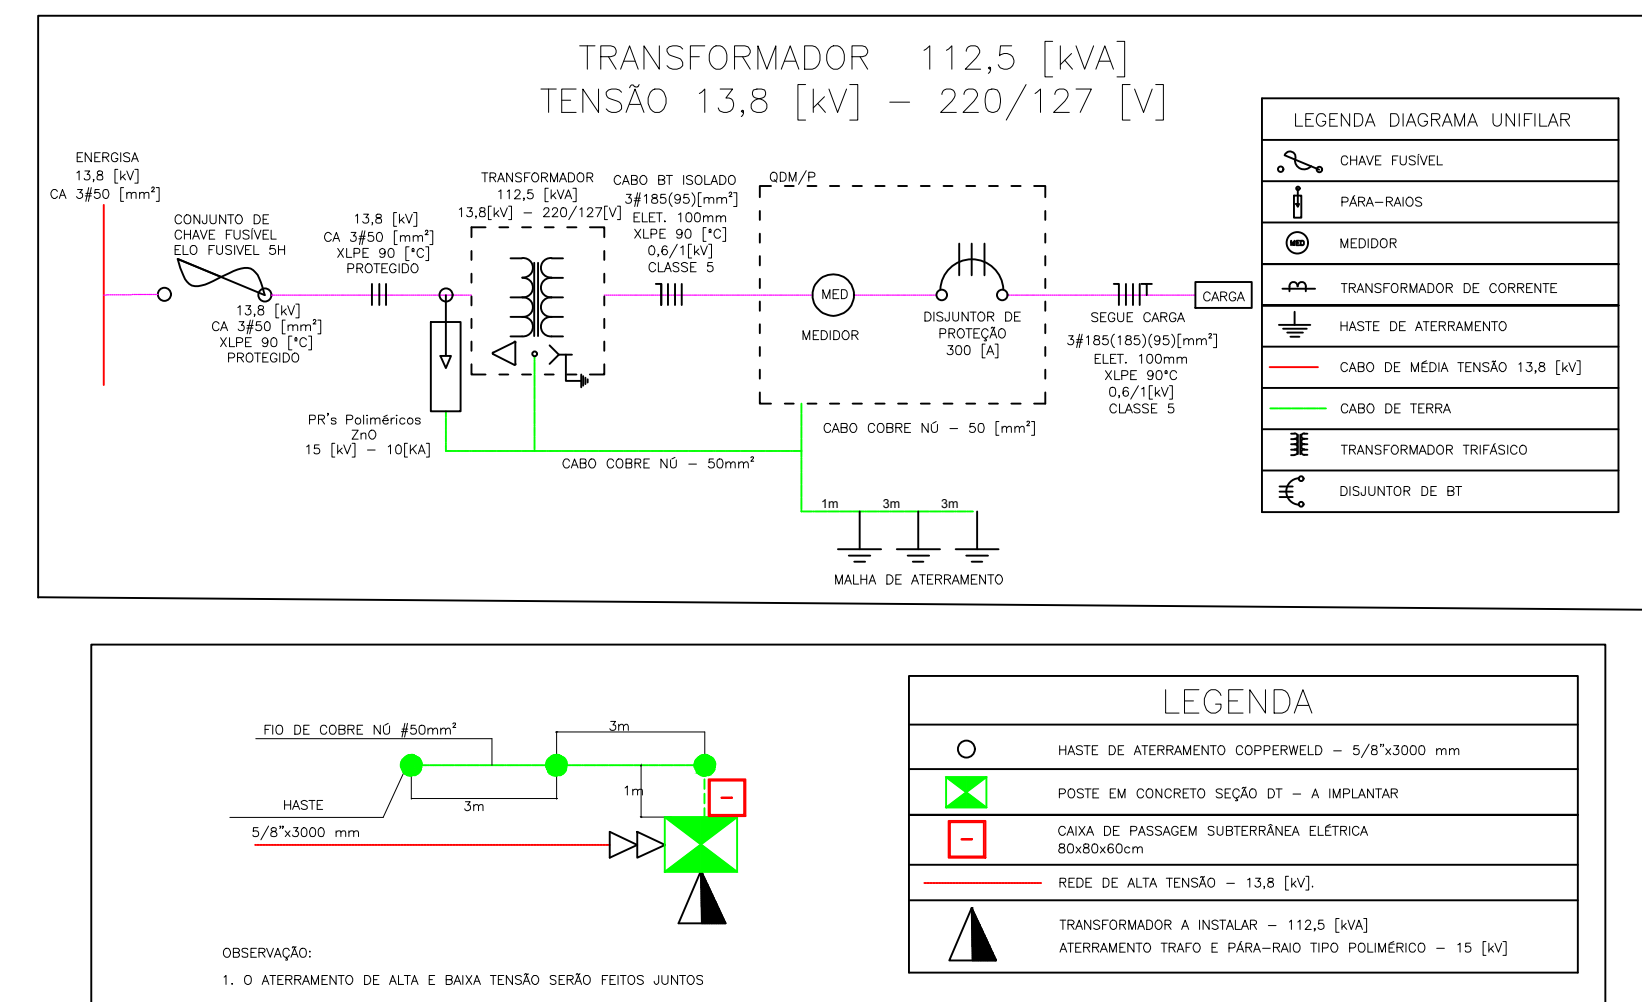 TRANSFORMADOR 112,5 [kVA]
TENSÃO 13,8 [kV] – 220/127 [V]
ENERGISA
13,8 [kV]
CA 3#50 [mm²]
CONJUNTO DE
CHAVE FUSÍVEL
ELO FUSIVEL 5H
13,8 [kV]
CA 3#50 [mm²]
XLPE 90 [°C]
PROTEGIDO
13,8 [kV]
CA 3#50 [mm²]
XLPE 90 [°C]
PROTEGIDO
PR's Poliméricos
ZnO
15 [kV] – 10[KA]
TRANSFORMADOR
112,5 [kVA]
13,8[kV] – 220/127[V]
CABO BT ISOLADO
3#185(95)[mm²]
ELET. 100mm
XLPE 90 [°C]
0,6/1[kV]
CLASSE 5
QDM/P
MED
MEDIDOR
DISJUNTOR DE
PROTEÇÃO
300 [A]
SEGUE CARGA
3#185(185)(95)[mm²]
ELET. 100mm
XLPE 90°C
0,6/1[kV]
CLASSE 5
CARGA
CABO COBRE NÚ – 50 [mm²]
CABO COBRE NÚ – 50mm²
1m
3m
3m
MALHA DE ATERRAMENTO
LEGENDA DIAGRAMA UNIFILAR
CHAVE FUSÍVEL
PÁRA–RAIOS
MED
MEDIDOR
TRANSFORMADOR DE CORRENTE
HASTE DE ATERRAMENTO
CABO DE MÉDIA TENSÃO 13,8 [kV]
CABO DE TERRA
TRANSFORMADOR TRIFÁSICO
DISJUNTOR DE BT
FIO DE COBRE NÚ #50mm²
3m
3m
1m
HASTE
5/8"x3000 mm
OBSERVAÇÃO:
1. O ATERRAMENTO DE ALTA E BAIXA TENSÃO SERÃO FEITOS JUNTOS
LEGENDA
HASTE DE ATERRAMENTO COPPERWELD – 5/8"x3000 mm
POSTE EM CONCRETO SEÇÃO DT – A IMPLANTAR
CAIXA DE PASSAGEM SUBTERRÂNEA ELÉTRICA
80x80x60cm
REDE DE ALTA TENSÃO – 13,8 [kV].
TRANSFORMADOR A INSTALAR – 112,5 [kVA]
ATERRAMENTO TRAFO E PÁRA–RAIO TIPO POLIMÉRICO – 15 [kV]